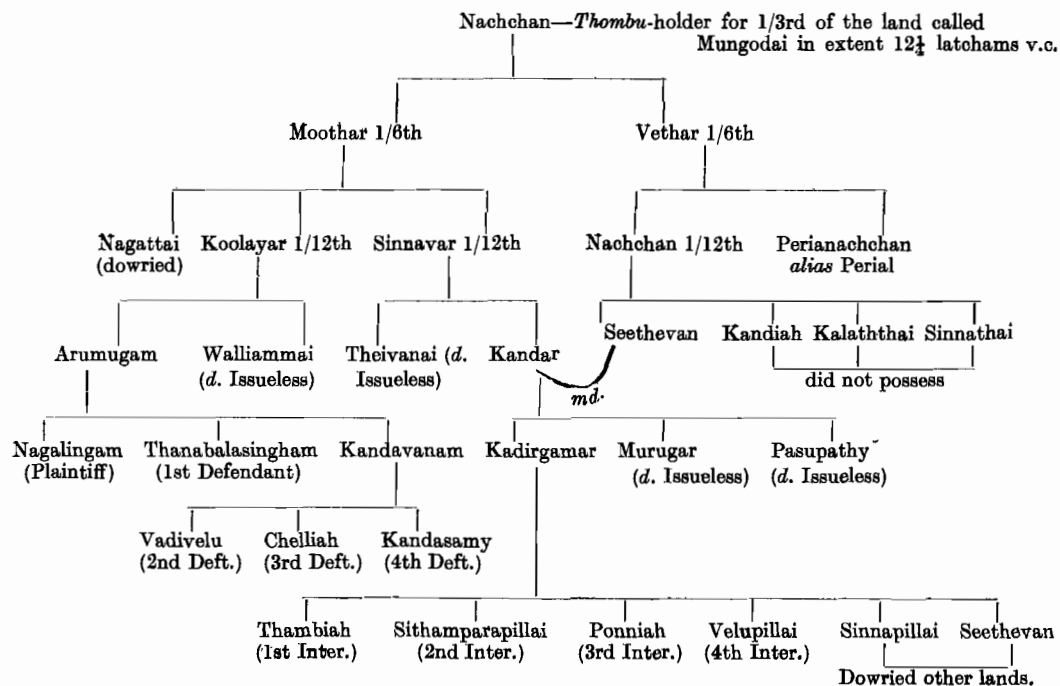 Nachchan—Thombu-holder for 1/3rd of the land called
Mungodai in extent 12¼ latchams v.c.
Moothar 1/6th
Vethar 1/6th
Nagattai
(dowried)
Koolayar 1/12th
Sinnavar 1/12th
Nachchan 1/12th
Perianachchan
alias Perial
Arumugam
Walliammai
(d. Issueless)
Theivanai (d.
Issueless)
Kandar
Seethevan
Kandiah
Kalaththai
Sinnathai
did not possess
md.
Nagalingam
(Plaintiff)
Thanabalasingham
(1st Defendant)
Kandavanam
Kadirgamar
Murugar
(d. Issueless)
Pasupathy
(d. Issueless)
Vadivelu
(2nd Deft.)
Chelliah
(3rd Deft.)
Kandasamy
(4th Deft.)
Thambiah
(1st Inter.)
Sithamparapillai
(2nd Inter.)
Ponniah
(3rd Inter.)
Velupillai
(4th Inter.)
Sinnapillai
Seethevan
Dowried other lands.